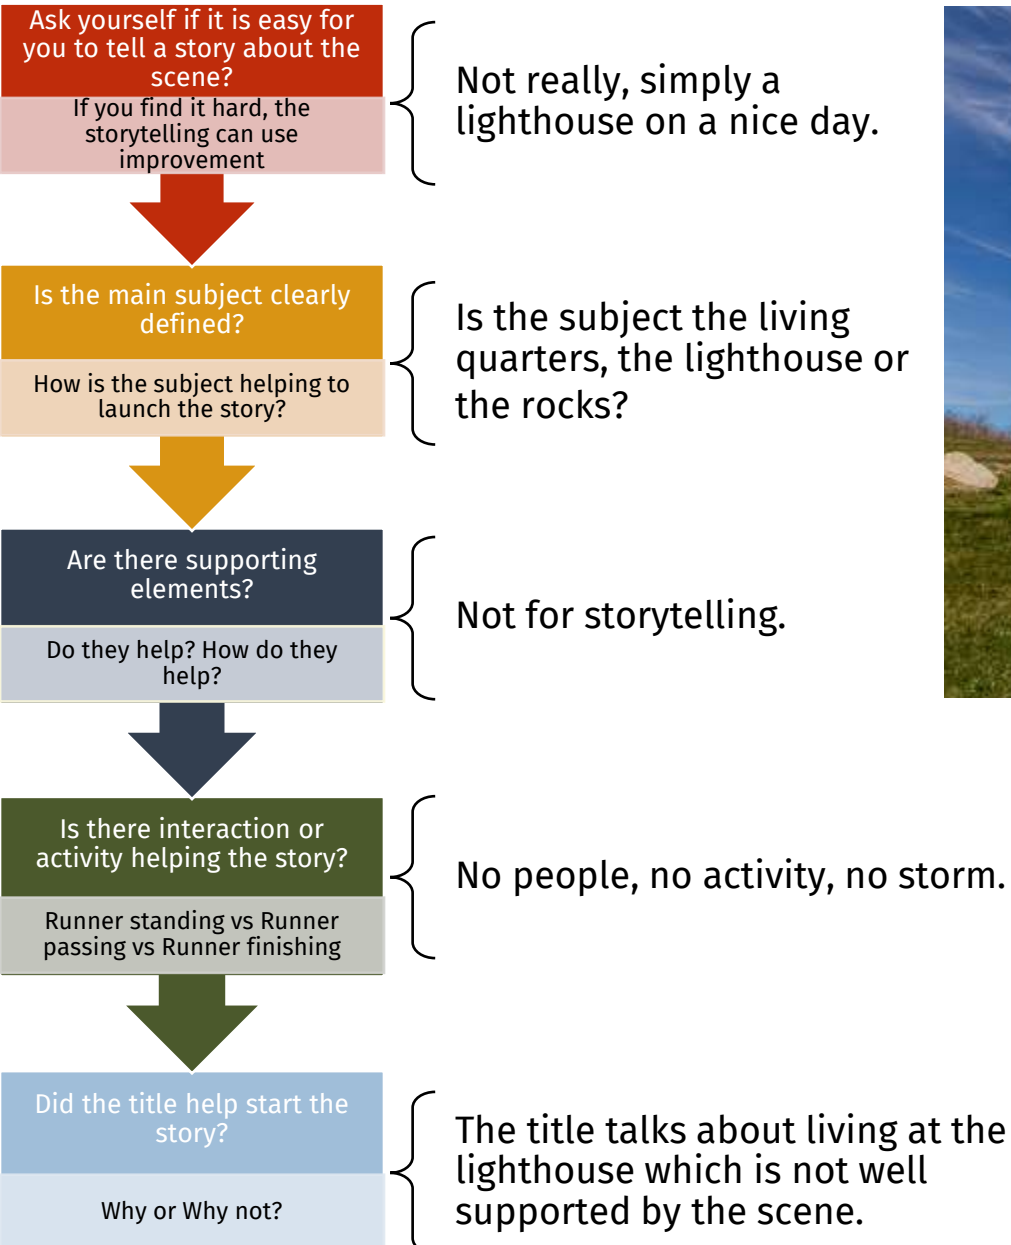 Ask yourself if it is easy for
you to tell a story about the
scene?
If you find it hard, the
storytelling can use
improvement
Not really, simply a
lighthouse on a nice day.
Is the main subject clearly
defined?
How is the subject helping to
launch the story?
Is the subject the living
quarters, the lighthouse or
the rocks?
Are there supporting
elements?
Do they help? How do they
help?
Not for storytelling.
Is there interaction or
activity helping the story?
Runner standing vs Runner
passing vs Runner finishing
No people, no activity, no storm.
Did the title help start the
story?
Why or Why not?
The title talks about living at the
lighthouse which is not well
supported by the scene.